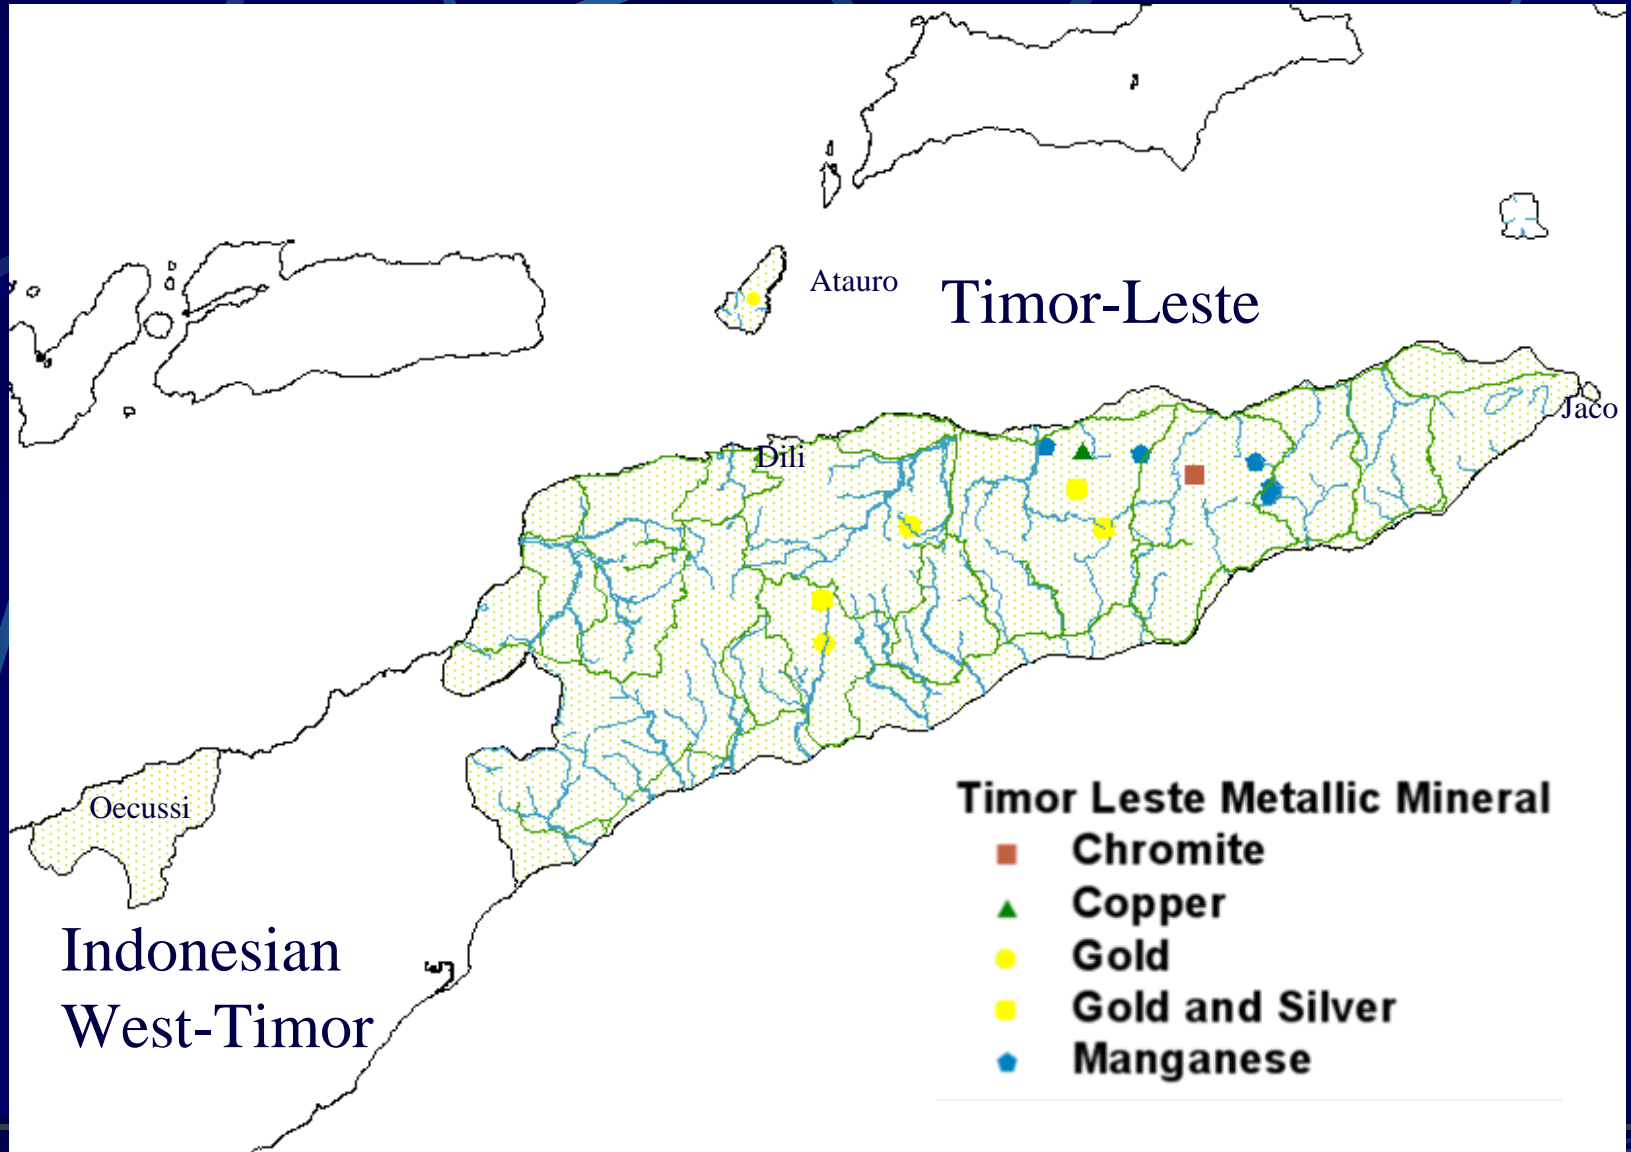 Atauro
Timor-Leste
Jaco
Dili
Oecussi
Indonesian
West-Timor
Timor Leste Metallic Mineral
Chromite
Copper
Gold
Gold and Silver
Manganese